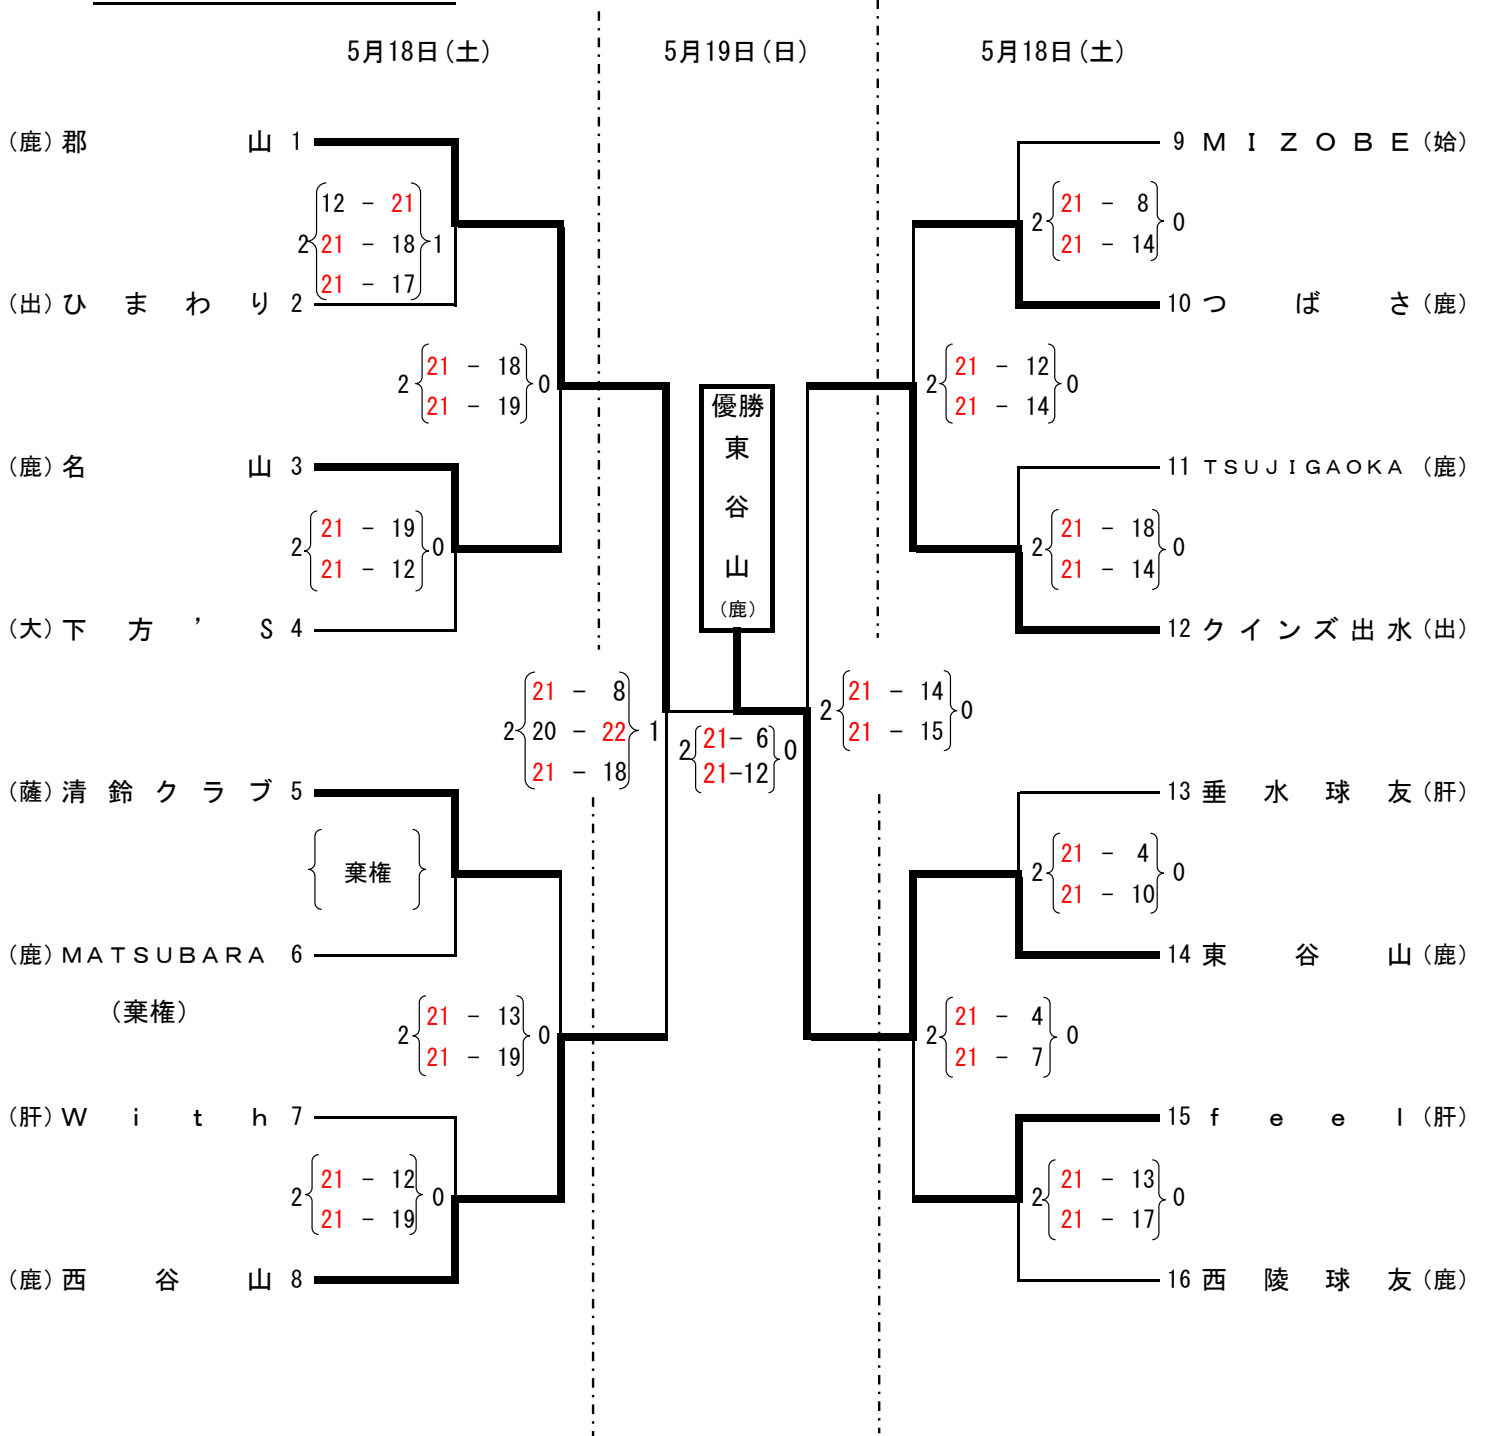 5月18日(土)
5月19日(日)
5月18日(土)
(鹿)郡山 1
12 - 21
2 21 - 18 1
21 - 17
(出)ひまわり 2
2 21 - 18 0
21 - 19
(鹿)名山 3
2 21 - 19 0
21 - 12
(大)下方’S 4
21 - 8
2 20 - 22 1
21 - 18
(薩)清鈴クラブ 5
棄権
(鹿)MATSUBARA 6
(棄権)
2 21 - 13 0
21 - 19
(肝)With 7
2 21 - 12 0
21 - 19
(鹿)西谷山 8
優勝
東
谷
山
(鹿)
2 21- 6 0
21-12
9 MIZOBE(姶)
2 21 - 8 0
21 - 14
10 つばさ(鹿)
2 21 - 12 0
21 - 14
11 TSUJIGAOKA (鹿)
2 21 - 18 0
21 - 14
12 クインズ出水(出)
2 21 - 14 0
21 - 15
13 垂水球友(肝)
2 21 - 4 0
21 - 10
14 東谷山(鹿)
2 21 - 4 0
21 - 7
15 feel(肝)
2 21 - 13 0
21 - 17
16 西陵球友(鹿)